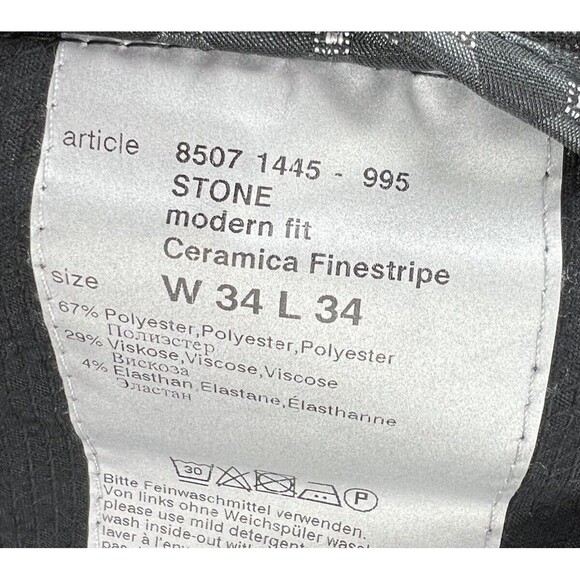 article 8507 1445 - 995
STONE
modern fit
Ceramica Finestripe
size W 34 L 34
67% Polyester,Polyester,Polyester
Полиэстер
29% Viskose,Viscose,Viscose
Вискоза
4% Elasthan,Elastane,Élasthanne
Эластан
30 P
Bitte Feinwaschmittel verwenden.
Von links ohne Weichspüler
please use mild detergent
wash inside-out
laver à